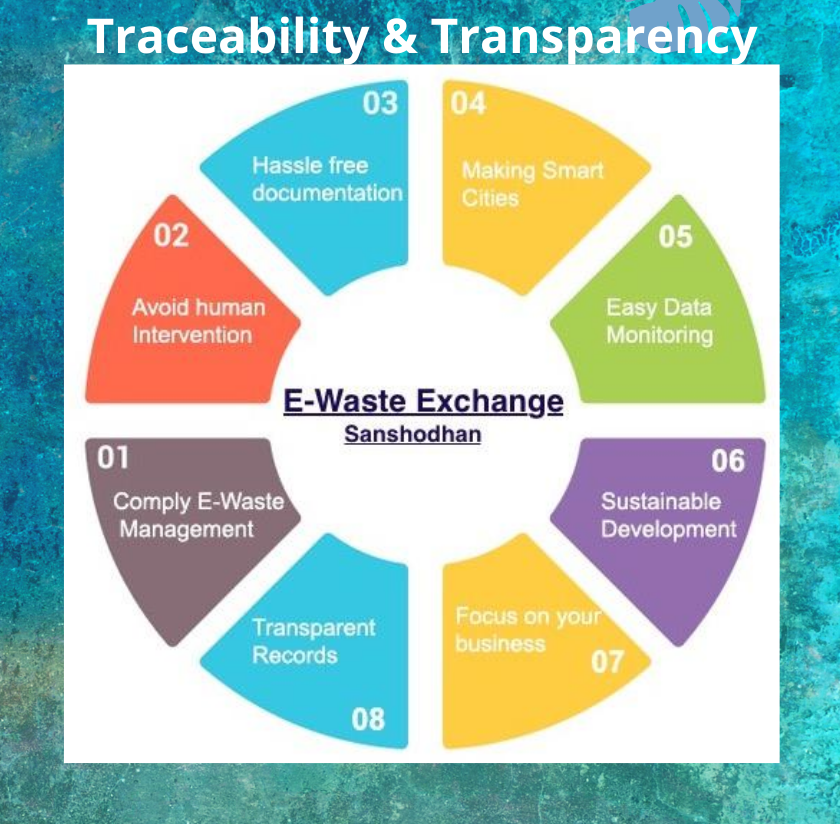 Traceability & Transparency
03
Hassle free
documentation
04
Making Smart
Cities
02
Avoid human
Intervention
05
Easy Data
Monitoring
E-Waste Exchange
Sanshodhan
01
Comply E-Waste
Management
06
Sustainable
Development
Transparent
Records
08
Focus on your
business
07